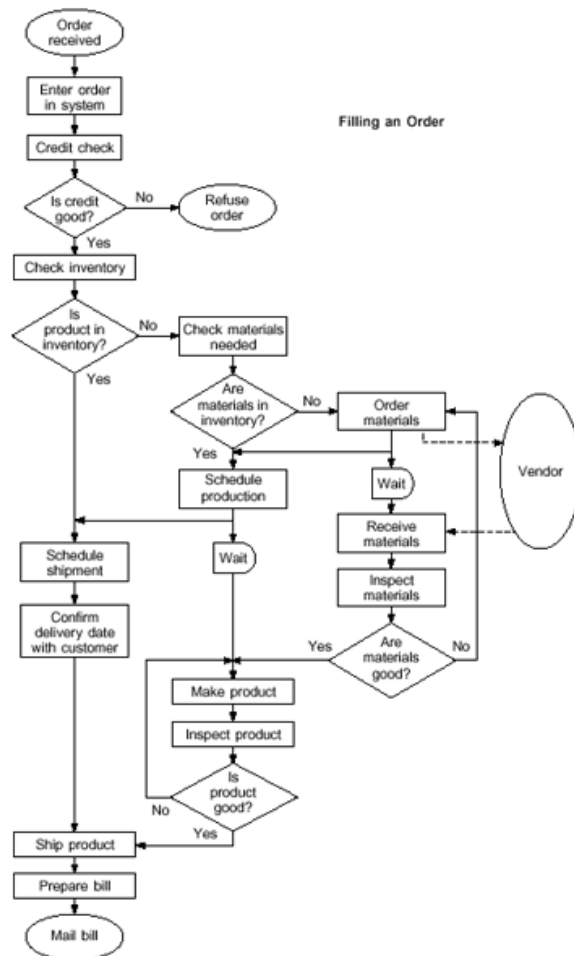 Order
received
Enter order
in system
Filling an Order
Credit check
Is credit
good?
No
Refuse
order
Yes
Check inventory
Is
product in
inventory?
No
Check materials
needed
Yes
Are
materials in
inventory?
No
Order
materials
Yes
Vendor
Schedule
production
Wait
Receive
materials
Schedule
shipment
Wait
Inspect
materials
Confirm
delivery date
with customer
Yes
Are
materials
good?
No
Make product
Inspect product
Is
product
good?
No
Yes
Ship product
Prepare bill
Mail bill